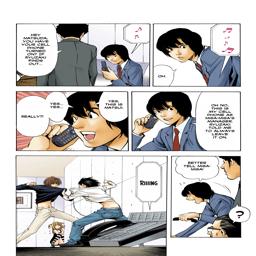 HEY
MATSUDA,
YOU HAVE
YOUR CELL
PHONE
TURNED
ON? IF
RYUZAKI
FINDS
OUT...
OH.
OH NO,
THIS IS
MY CELL
PHONE AS
MISA-MISA'S
MANAGER.
RYUZAKI
TOLD ME
TO ALWAYS
LEAVE
IT ON.
YES,
THIS IS
MATSUI.
YES...
YES.
REALLY?!
BETTER
TELL MISA-
MISA!
?
RIIING